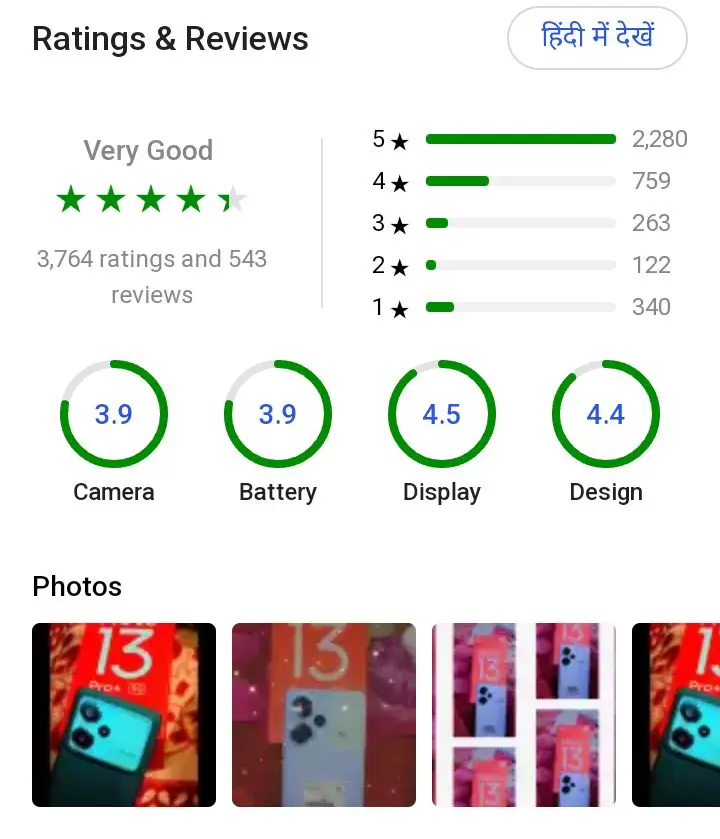 Ratings & Reviews
हिंदी में देखें
Very Good
3,764 ratings and 543
reviews
5 ★ 2,280
4 ★ 759
3 ★ 263
2 ★ 122
1 ★ 340
3.9
3.9
4.5
4.4
Camera
Battery
Display
Design
Photos
13
Pro+ 5G
13
13
13
13
13
13
Pro